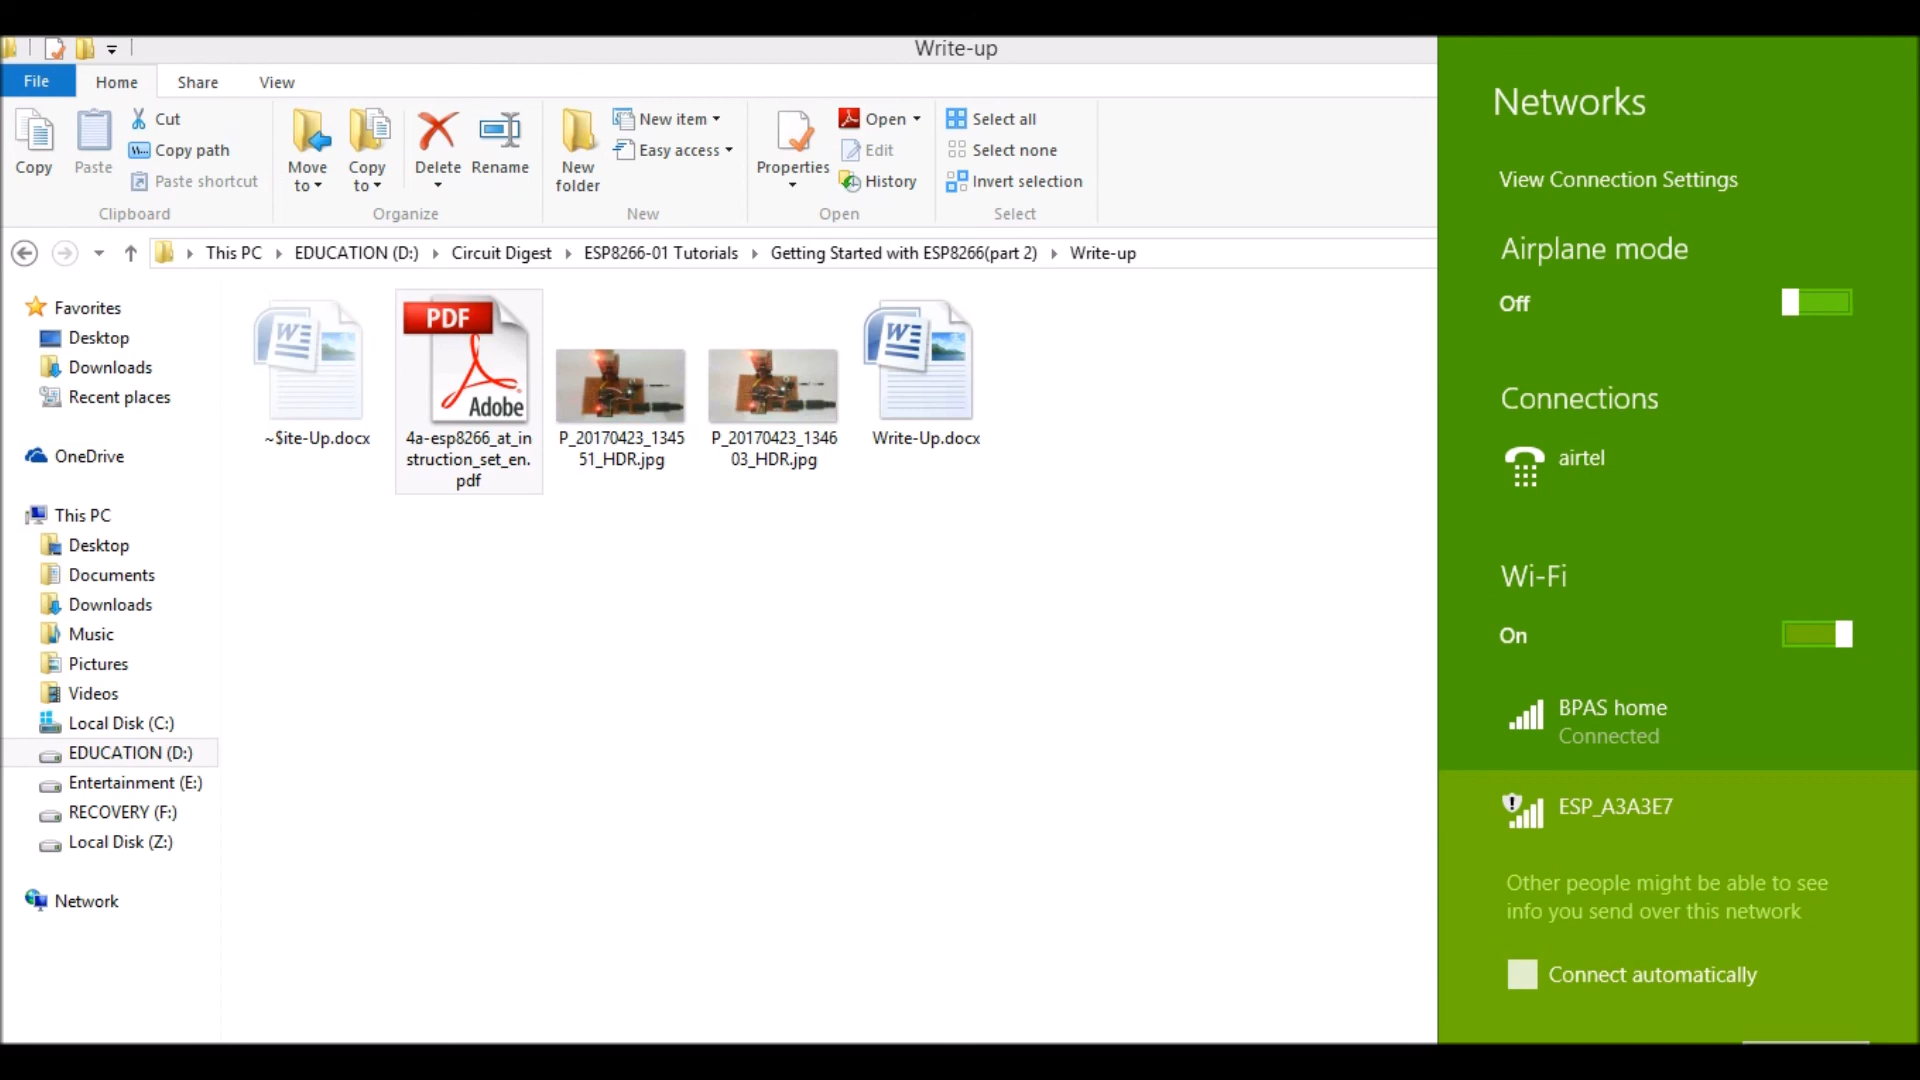 Write-up
File
Home
Share
View
Copy
Paste
Cut
Copy path
Paste shortcut
Clipboard
Move
to
Copy
to
Delete
Rename
Organize
New
folder
New item
Easy access
New
Properties
Open
Edit
History
Open
Select all
Select none
Invert selection
Select
This PC
EDUCATION (D:)
Circuit Digest
ESP8266-01 Tutorials
Getting Started with ESP8266(part 2)
Write-up
Favorites
Desktop
Downloads
Recent places
OneDrive
This PC
Desktop
Documents
Downloads
Music
Pictures
Videos
Local Disk (C:)
EDUCATION (D:)
Entertainment (E:)
RECOVERY (F:)
Local Disk (Z:)
Network
W
~$ite-Up.docx
PDF
Adobe
4a-esp8266_at_in
struction_set_en.
pdf
P_20170423_1345
51_HDR.jpg
P_20170423_1346
03_HDR.jpg
W
Write-Up.docx
Networks
View Connection Settings
Airplane mode
Off
Connections
airtel
Wi-Fi
On
BPAS home
Connected
ESP_A3A3E7
Other people might be able to see
info you send over this network
Connect automatically